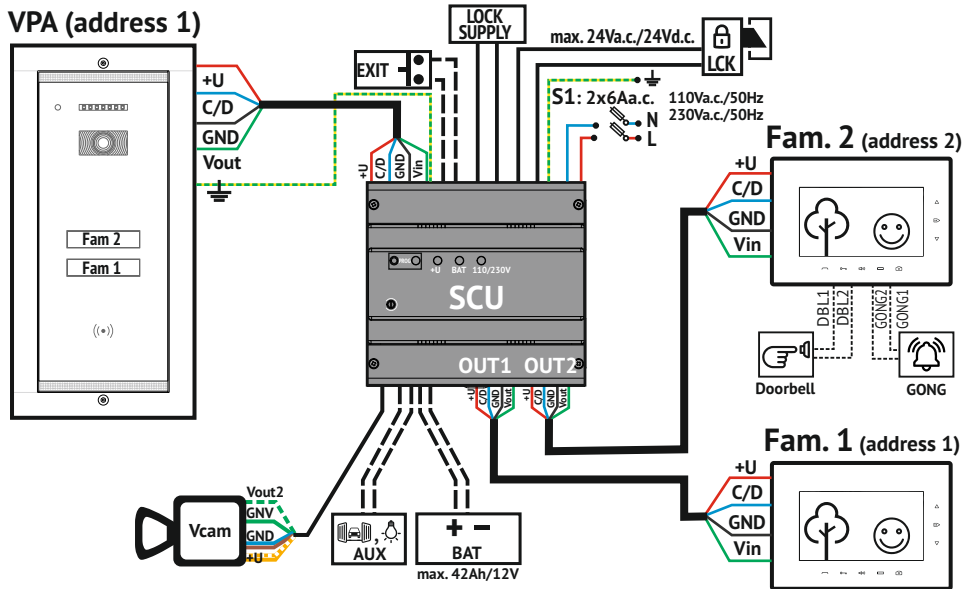 VPA (address 1)
+U
C/D
GND
Vout
Fam 2
Fam 1
EXIT
LOCK
SUPPLY
max. 24Va.c./24Vd.c.
LCK
S1: 2x6Aa.c.
110Va.c./50Hz
230Va.c./50Hz
N
L
+U
C/D
GND
Vin
PROG
+U
BAT
110/230V
SCU
OUT1
OUT2
+U
C/D
GND
Vout
+U
C/D
GND
Vout
Fam. 2 (address 2)
+U
C/D
GND
Vin
DBL1
DBL2
GONG2
GONG1
Doorbell
GONG
Fam. 1 (address 1)
+U
C/D
GND
Vin
Vcam
Vout2
GNV
GND
+U
AUX
+ −
BAT
max. 42Ah/12V